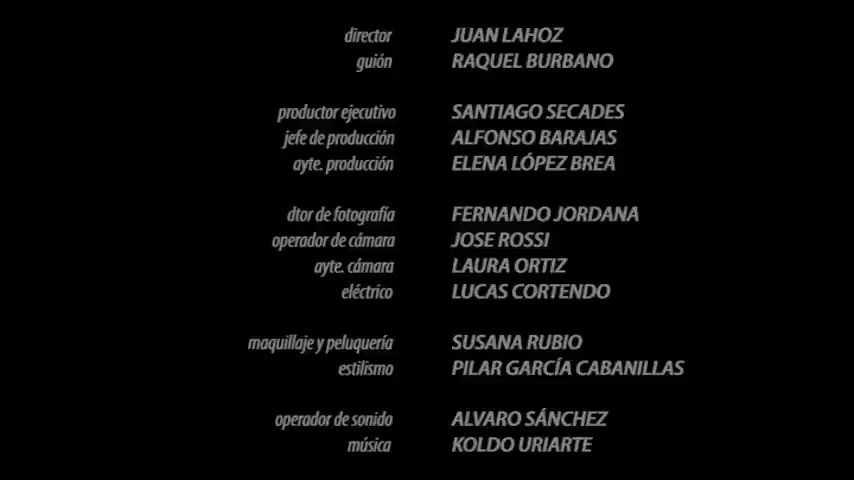 director JUAN LAHOZ
guión RAQUEL BURBANO
productor ejecutivo SANTIAGO SECADES
jefe de producción ALFONSO BARAJAS
ayte. producción ELENA LÓPEZ BREA
dtor de fotografía FERNANDO JORDANA
operador de cámara JOSE ROSSI
ayte. cámara LAURA ORTIZ
eléctrico LUCAS CORTENDO
maquillaje y peluquería SUSANA RUBIO
estilismo PILAR GARCÍA CABANILLAS
operador de sonido ALVARO SÁNCHEZ
música KOLDO URIARTE